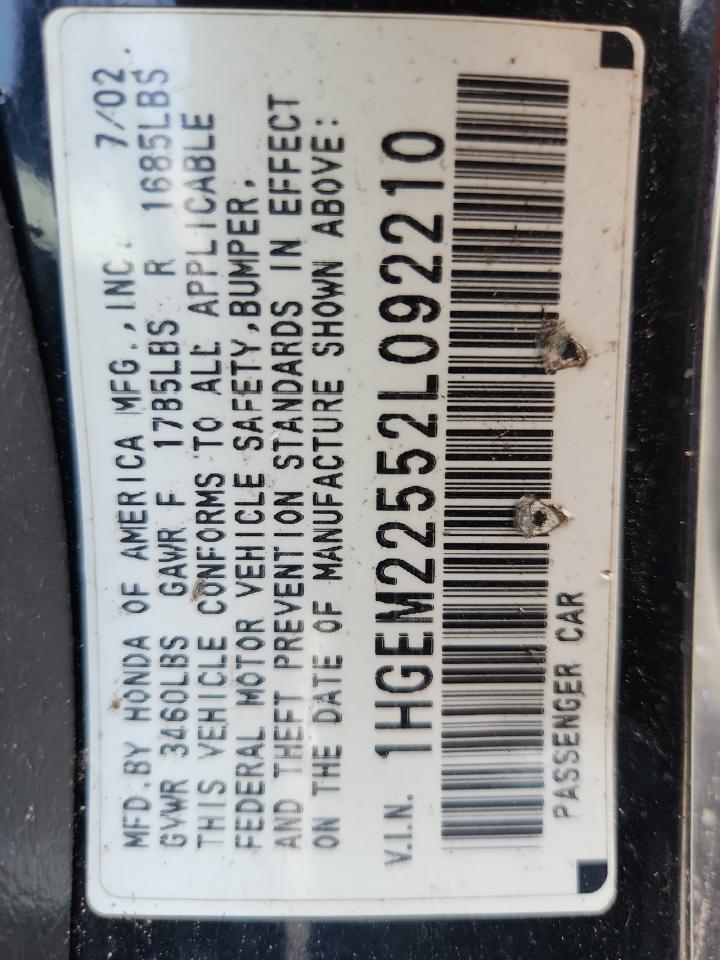 MFD.BY HONDA OF AMERICA MFG.,INC. 7/02
GVWR 3460LBS GAWR F 1785LBS R 1685LBS
THIS VEHICLE CONFORMS TO ALL APPLICABLE
FEDERAL MOTOR VEHICLE SAFETY,BUMPER,
AND THEFT PREVENTION STANDARDS IN EFFECT
ON THE DATE OF MANUFACTURE SHOWN ABOVE:
V.I.N. 1HGEM22552L092210
PASSENGER CAR